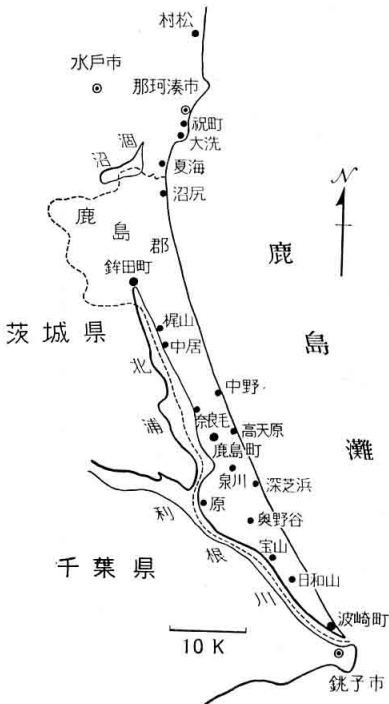 村松
水戸市
那珂湊市
祝町
大洗
涸沼
夏海
沼尻
鹿島郡
鉾田町
N
鹿島灘
茨城県
梶山
中居
北浦
中野
奈良毛
高天原
鹿島町
泉川
深芝浜
原
奥野谷
利根川
宝山
千葉県
日和山
波崎町
10 K
銚子市